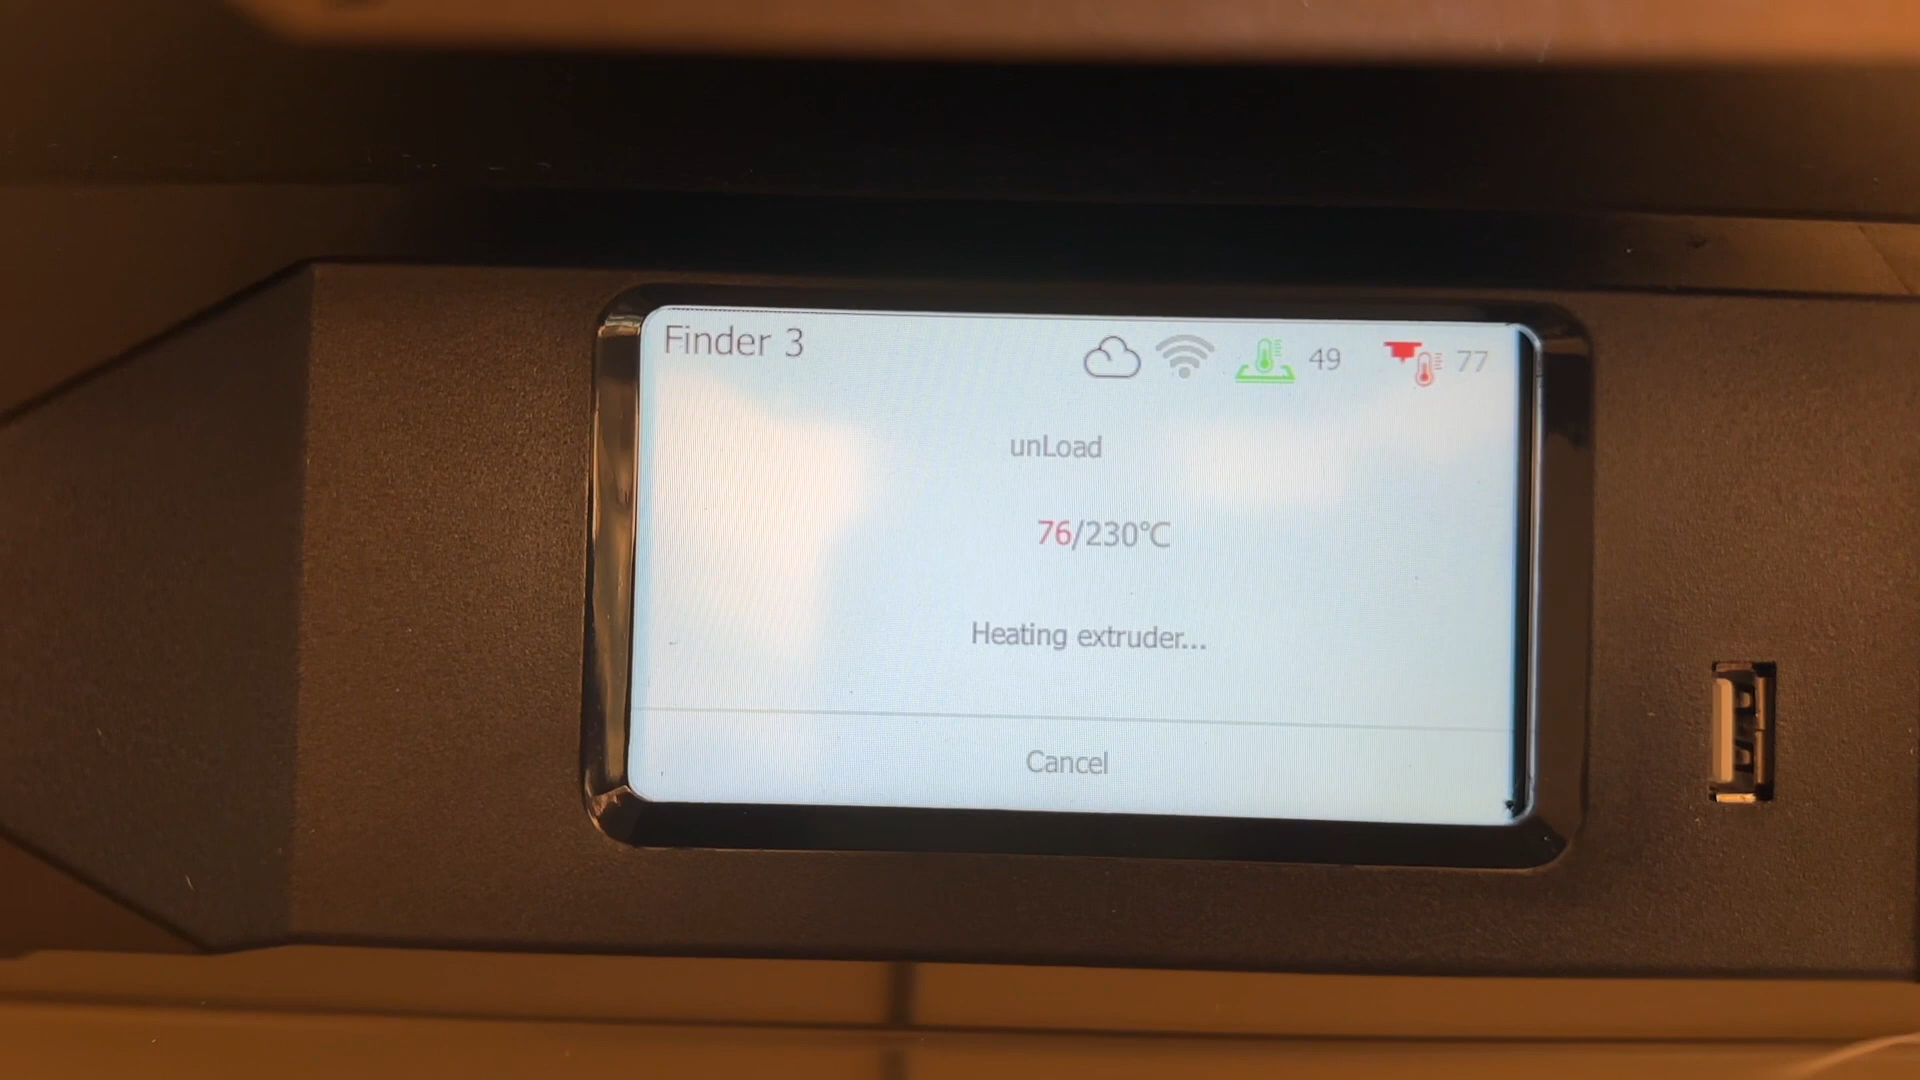 Finder 3 49 77
unLoad
76/230°C
Heating extruder...
Cancel